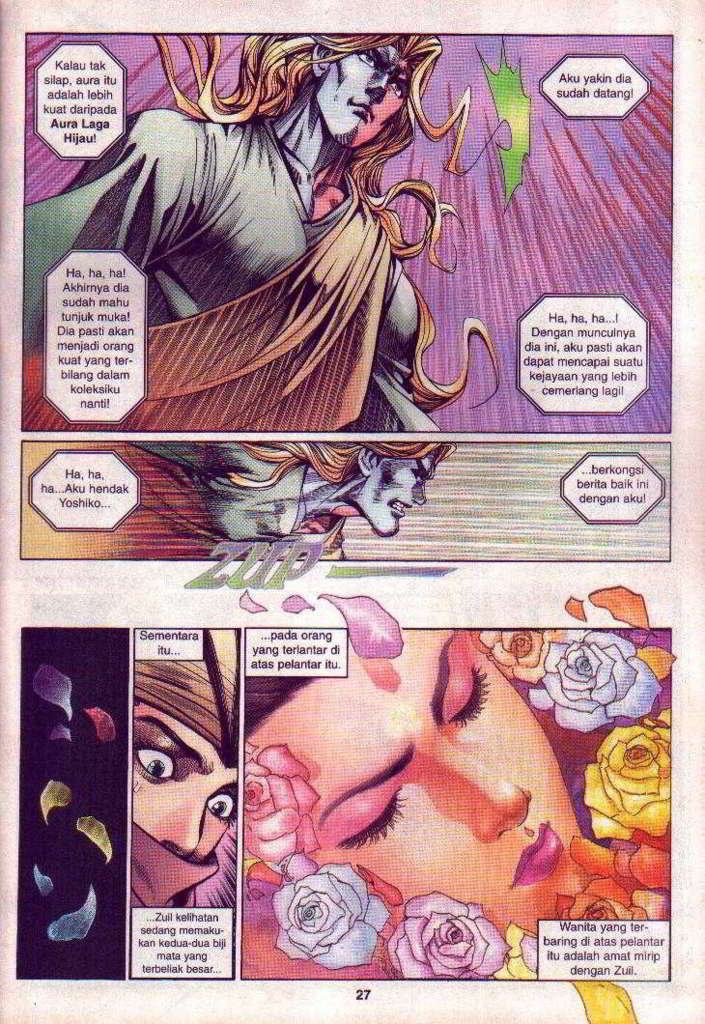 Kalau tak
silap, aura itu
adalah lebih
kuat daripada
Aura Laga
Hijau!
Aku yakin dia
sudah datang!
Ha, ha, ha!
Akhirnya dia
sudah mahu
tunjuk muka!
Dia pasti akan
menjadi orang
kuat yang ter-
bilang dalam
koleksiku
nanti!
Ha, ha, ha...!
Dengan munculnya
dia ini, aku pasti akan
dapat mencapai suatu
kejayaan yang lebih
cemerlang lagi!
Ha, ha,
ha...Aku hendak
Yoshiko...
...berkongsi
berita baik ini
dengan aku!
ZUIP
Sementara
itu...
...pada orang
yang terlantar di
atas pelantar itu.
...Zuil kelihatan
sedang memaku-
kan kedua-dua biji
mata yang
terbeliak besar...
Wanita yang ter-
baring di atas pelantar
itu adalah amat mirip
dengan Zuil.
27